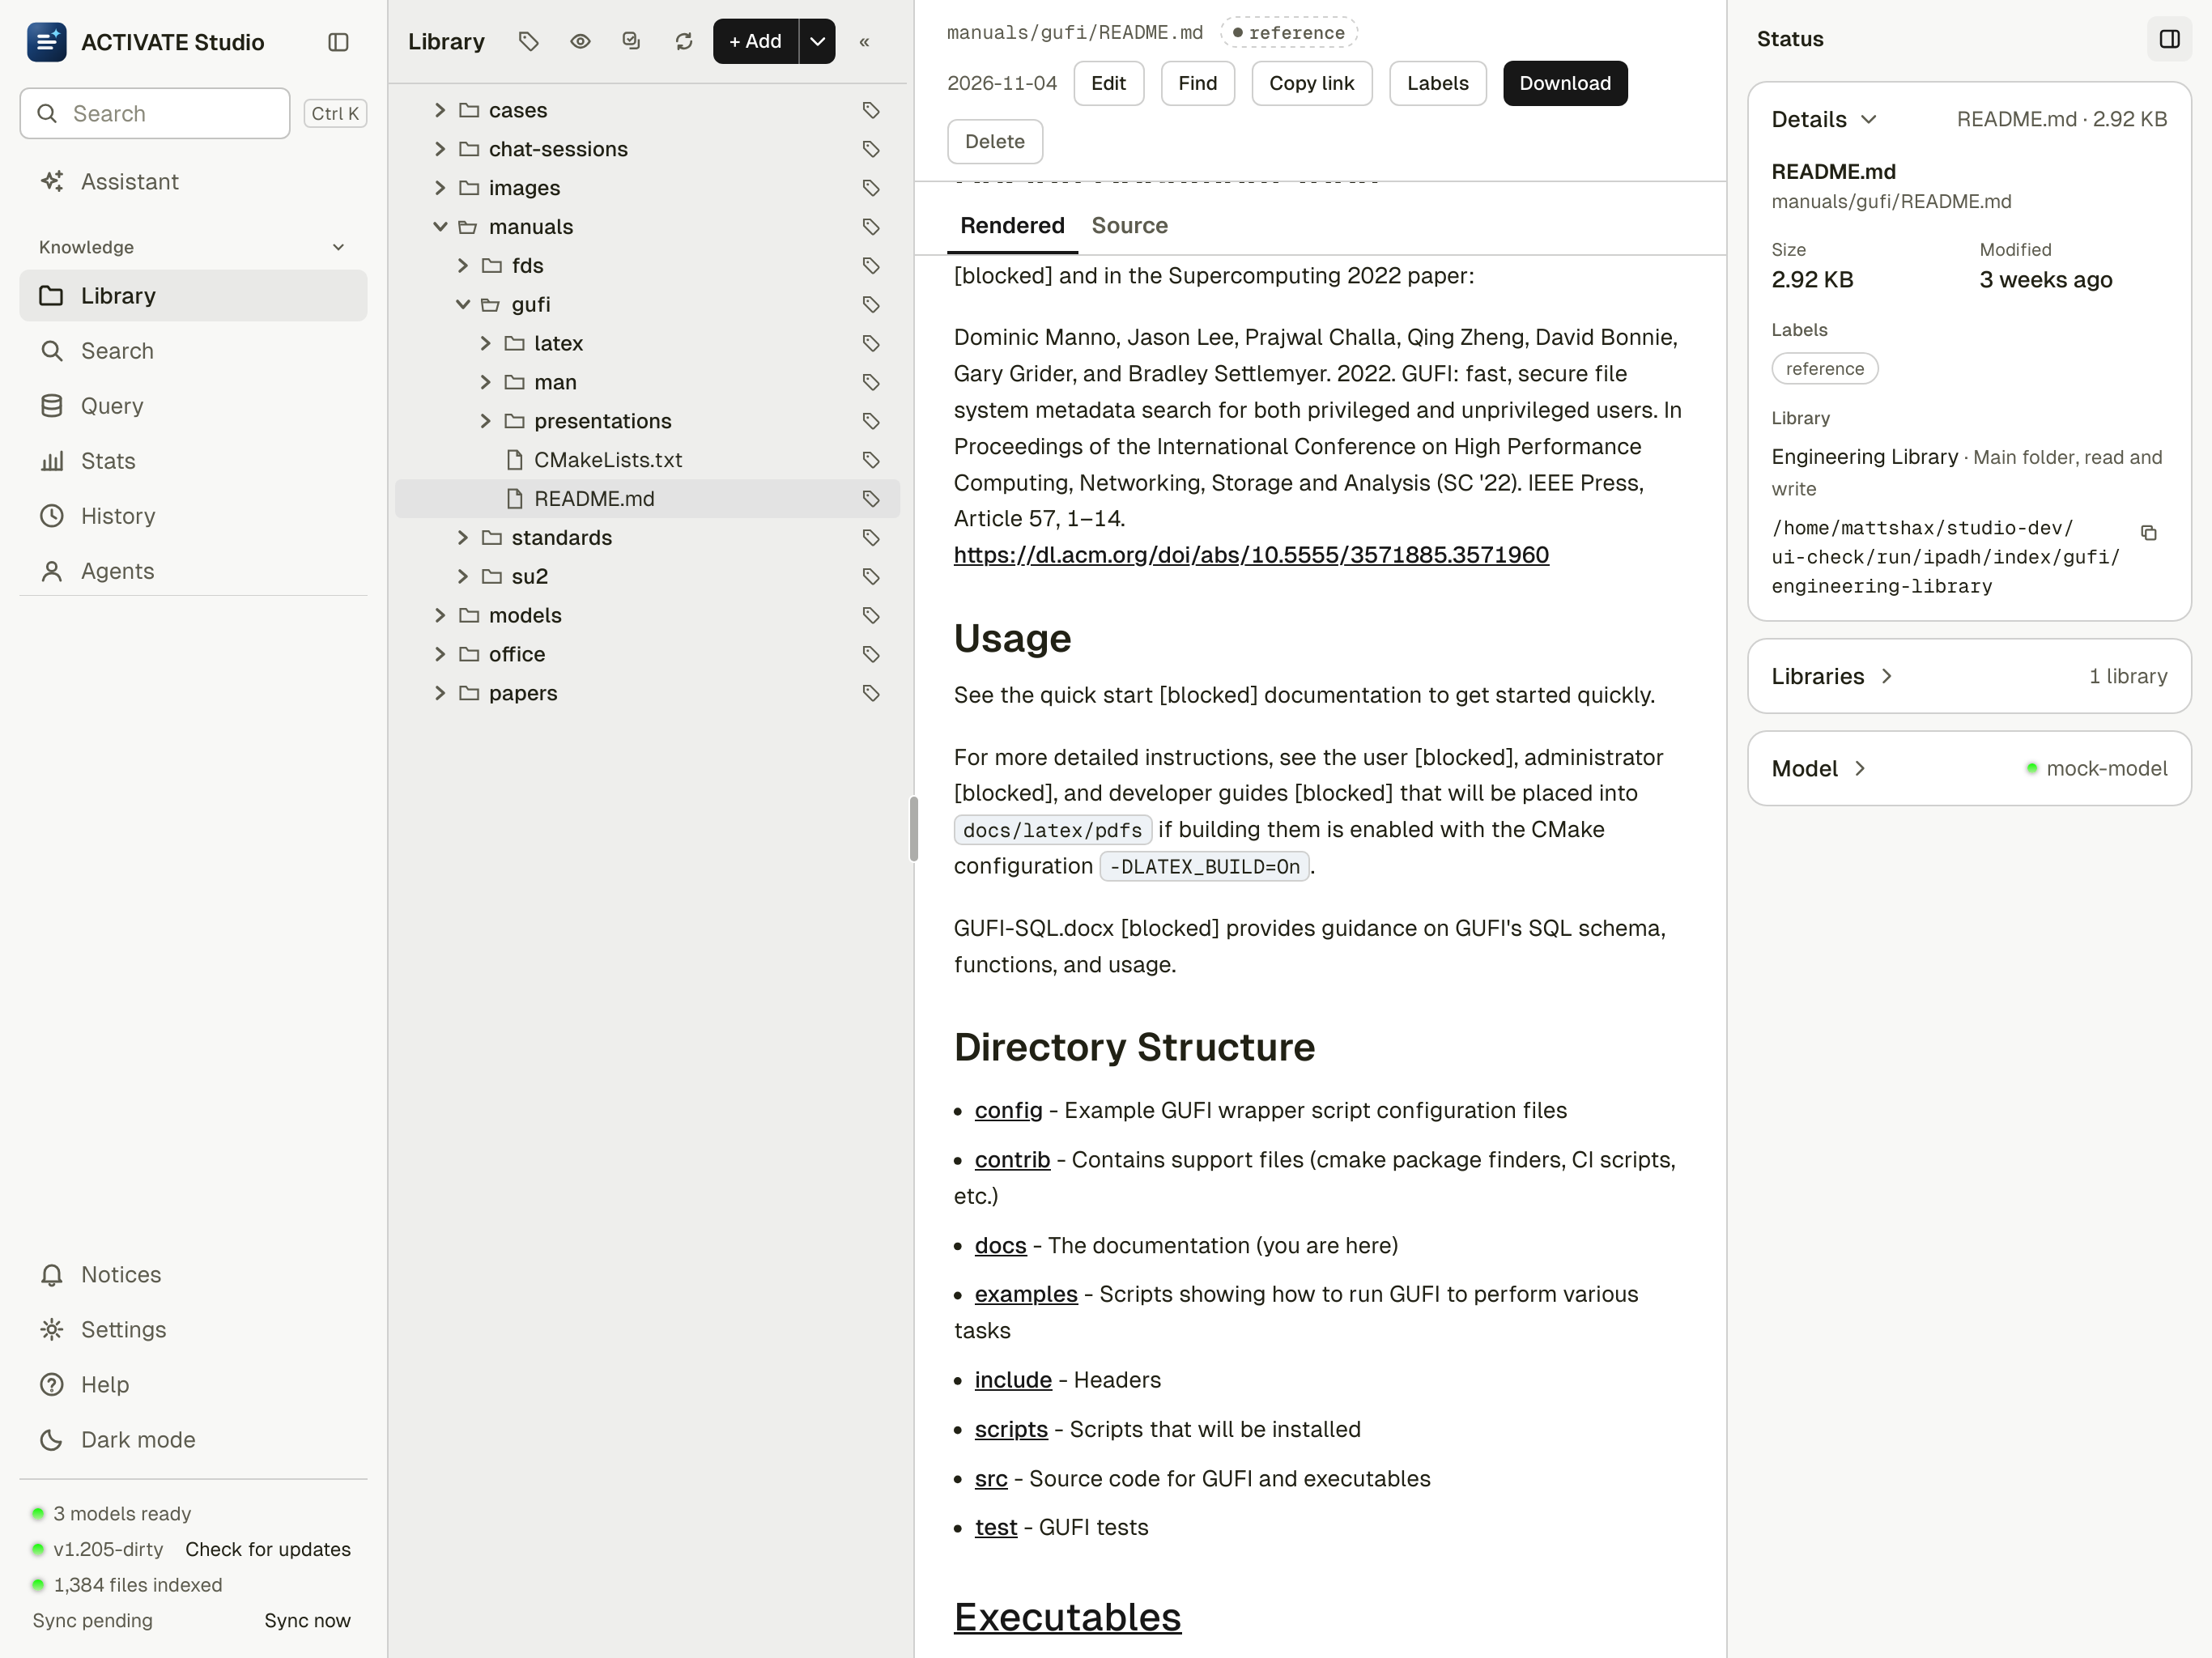 ACTIVATE Studio
Search
Ctrl K
Assistant
Knowledge
Library
Search
Query
Stats
History
Agents
Notices
Settings
Help
Dark mode
3 models ready
v1.205-dirty Check for updates
1,384 files indexed
Sync pending Sync now
Library
+ Add
«
cases
chat-sessions
images
manuals
fds
gufi
latex
man
presentations
CMakeLists.txt
README.md
standards
su2
models
office
papers
manuals/gufi/README.md reference
2026-11-04 Edit Find Copy link Labels Download
Delete
Rendered Source
[blocked] and in the Supercomputing 2022 paper:
Dominic Manno, Jason Lee, Prajwal Challa, Qing Zheng, David Bonnie,
Gary Grider, and Bradley Settlemyer. 2022. GUFI: fast, secure file
system metadata search for both privileged and unprivileged users. In
Proceedings of the International Conference on High Performance
Computing, Networking, Storage and Analysis (SC '22). IEEE Press,
Article 57, 1–14.
https://dl.acm.org/doi/abs/10.5555/3571885.3571960
Usage
See the quick start [blocked] documentation to get started quickly.
For more detailed instructions, see the user [blocked], administrator
[blocked], and developer guides [blocked] that will be placed into
docs/latex/pdfs if building them is enabled with the CMake
configuration -DLATEX_BUILD=On.
GUFI-SQL.docx [blocked] provides guidance on GUFI's SQL schema,
functions, and usage.
Directory Structure
• config - Example GUFI wrapper script configuration files
• contrib - Contains support files (cmake package finders, CI scripts,
etc.)
• docs - The documentation (you are here)
• examples - Scripts showing how to run GUFI to perform various
tasks
• include - Headers
• scripts - Scripts that will be installed
• src - Source code for GUFI and executables
• test - GUFI tests
Executables
Status
Details README.md · 2.92 KB
README.md
manuals/gufi/README.md
Size Modified
2.92 KB 3 weeks ago
Labels
reference
Library
Engineering Library · Main folder, read and
write
/home/mattshax/studio-dev/
ui-check/run/ipadh/index/gufi/
engineering-library
Libraries 1 library
Model mock-model